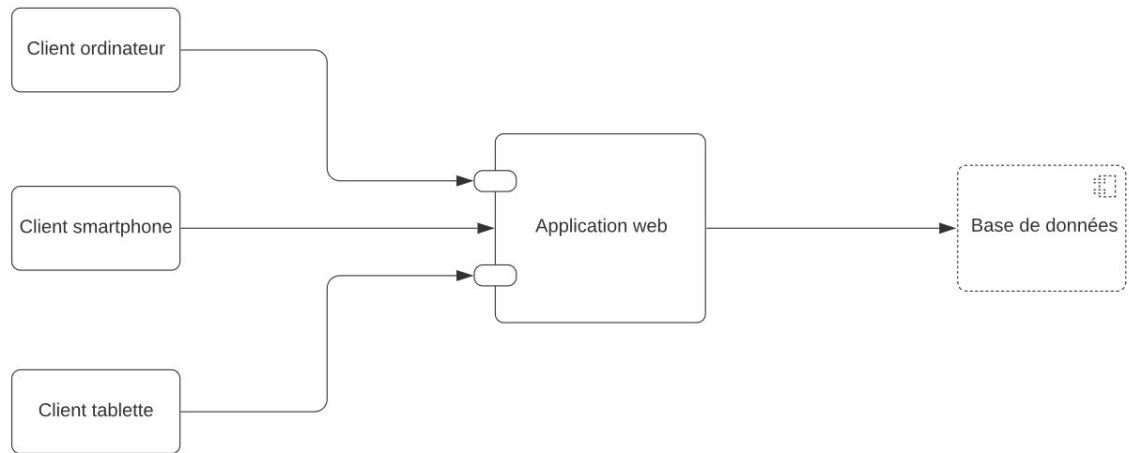 Client ordinateur
Client smartphone
Application web
Base de données
Client tablette